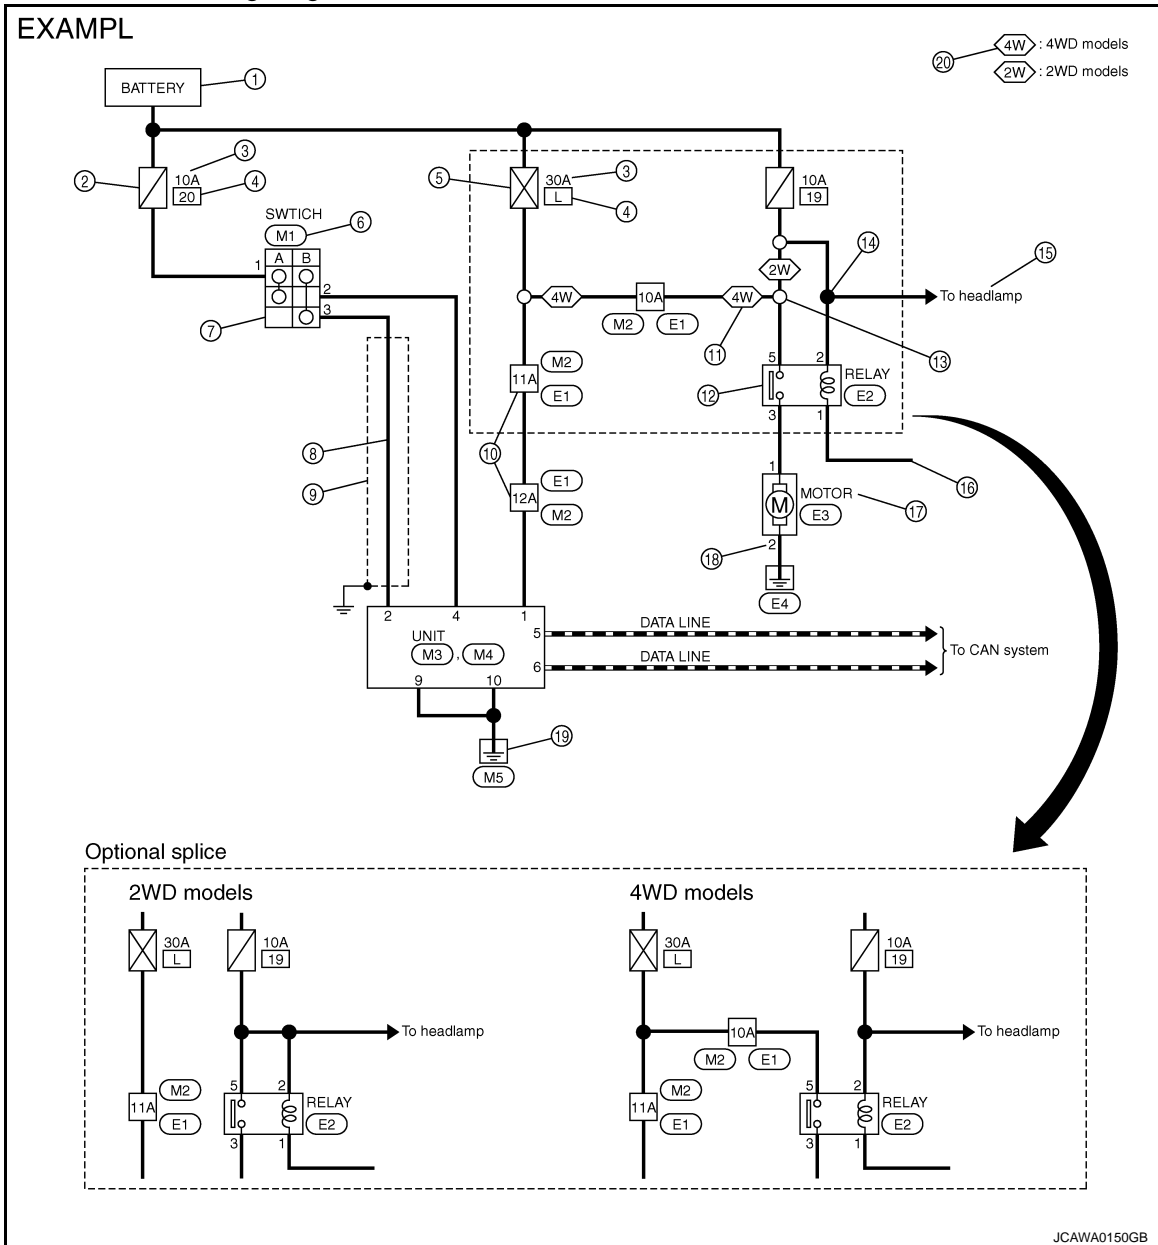 EXAMPL
4W : 4WD models
20
2W : 2WD models
BATTERY
1
3
2
10A
4
20
5
30A
3
L
4
10A
19
SWTICH
6
M1
A B
1
2
3
7
14
15
2W
4W
10A
4W
To headlamp
M2
E1
11
13
M2
11A
E1
5
2
RELAY
12
E2
3
1
10
8
9
E1
12A
M2
16
1
MOTOR
M
E3
17
2
18
E4
2
4
1
UNIT
M3 , M4
5
6
9
10
DATA LINE
DATA LINE
To CAN system
19
M5
Optional splice
2WD models
30A
L
10A
19
To headlamp
M2
11A
E1
5
2
RELAY
E2
3
1
4WD models
30A
L
10A
19
10A
To headlamp
M2
E1
M2
11A
E1
5
2
RELAY
E2
3
1
JCAWA0150GB